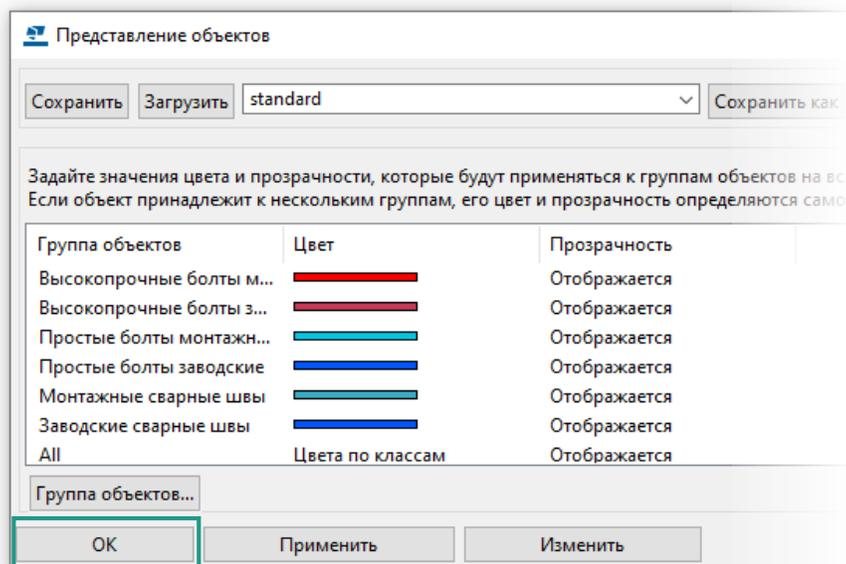 Представление объектов
Сохранить Загрузить standard Сохранить как
Задайте значения цвета и прозрачности, которые будут применяться к группам объектов на вс
Если объект принадлежит к нескольким группам, его цвет и прозрачность определяются само
Группа объектов Цвет Прозрачность
Высокопрочные болты м... Отображается
Высокопрочные болты з... Отображается
Простые болты монтажн... Отображается
Простые болты заводские Отображается
Монтажные сварные швы Отображается
Заводские сварные швы Отображается
All Цвета по классам Отображается
Группа объектов...
ОК Применить Изменить